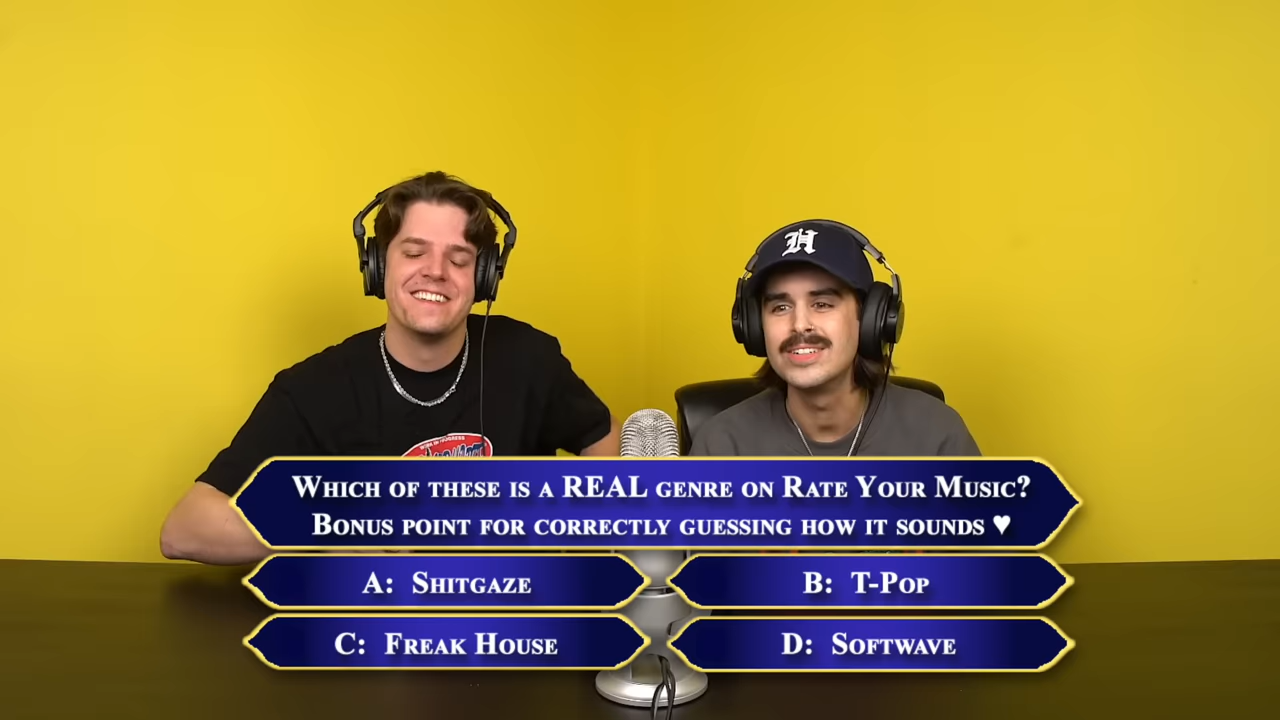 H
WHICH OF THESE IS A REAL GENRE ON RATE YOUR MUSIC?
BONUS POINT FOR CORRECTLY GUESSING HOW IT SOUNDS ♥
A: SHITGAZE
B: T-POP
C: FREAK HOUSE
D: SOFTWAVE